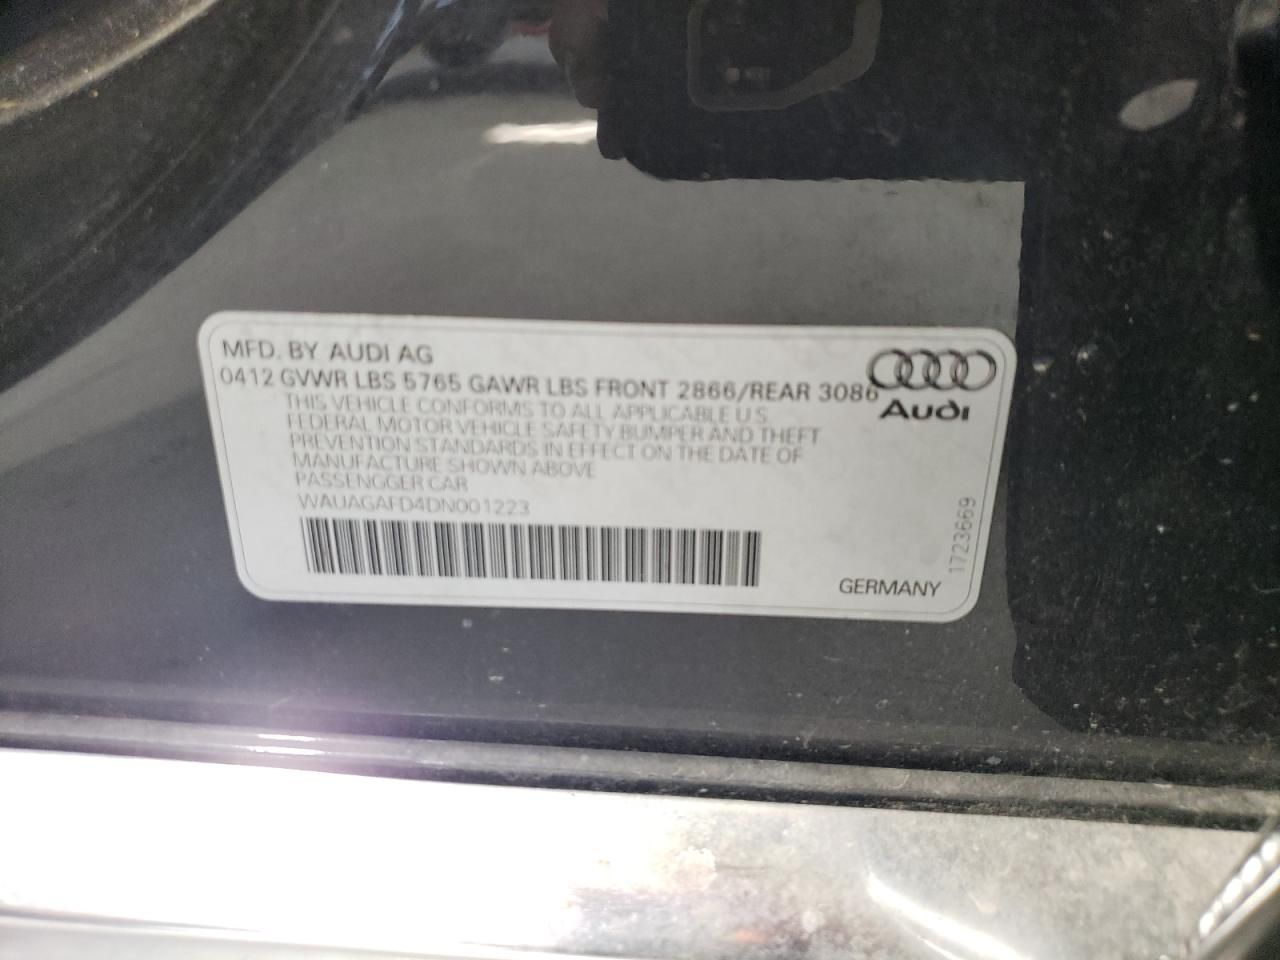 MFD. BY AUDI AG
0412 GVWR LBS 5765 GAWR LBS FRONT 2866/REAR 3086
THIS VEHICLE CONFORMS TO ALL APPLICABLE U.S.
FEDERAL MOTOR VEHICLE SAFETY BUMPER AND THEFT
PREVENTION STANDARDS IN EFFECT ON THE DATE OF
MANUFACTURE SHOWN ABOVE
PASSENGGER CAR
WAUAGAFD4DN001223
Audi
1723669
GERMANY